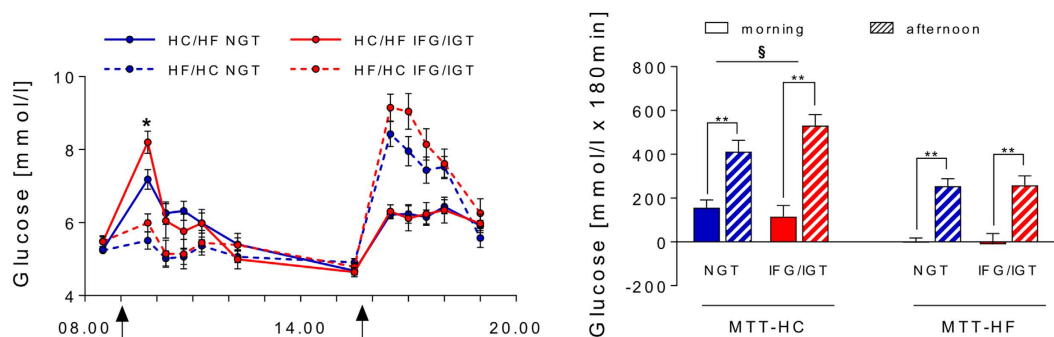 HC/HF NGT
HC/HF IFG/IGT
HF/HC NGT
HF/HC IFG/IGT
Glucose [mmol/l]
10
8
6
4
*
08.00
14.00
20.00
morning
afternoon
Glucose [mmol/l x 180min]
800
600
400
200
0
-200
§
**
**
**
**
NGT
IFG/IGT
NGT
IFG/IGT
MTT-HC
MTT-HF